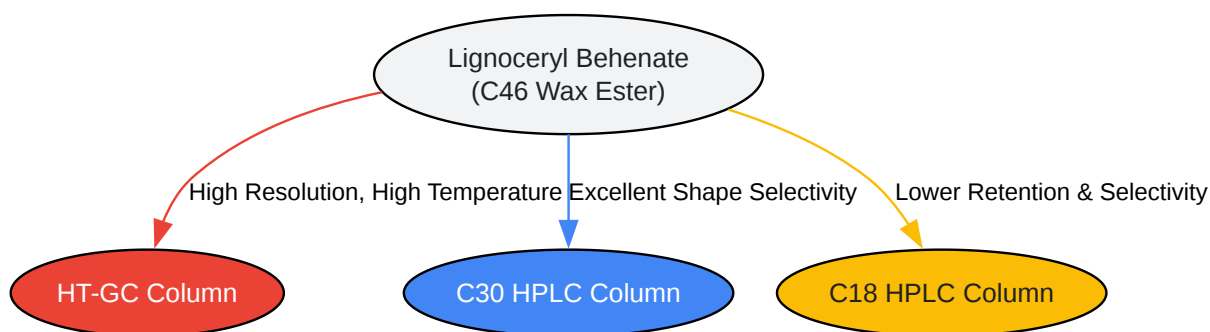 Lignoceryl Behenate
(C46 Wax Ester)
High Resolution, High Temperature
Excellent Shape Selectivity
Lower Retention & Selectivity
HT-GC Column
C30 HPLC Column
C18 HPLC Column